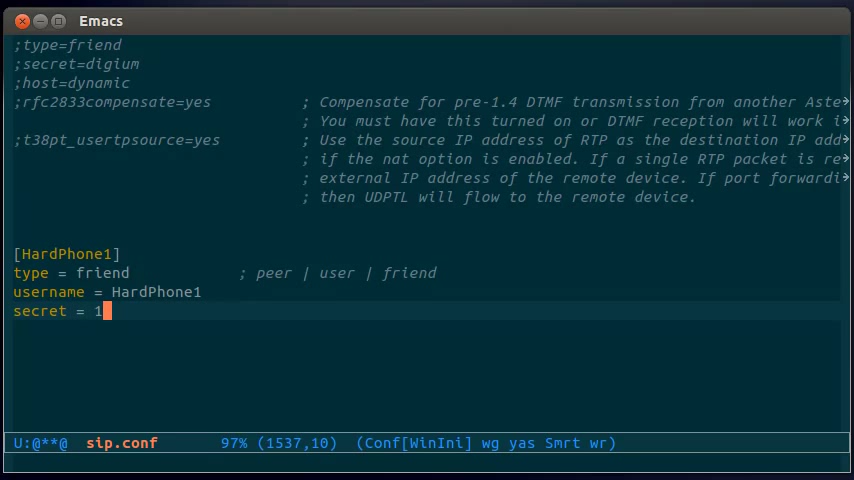 Emacs
;type=friend
;secret=digium
;host=dynamic
;rfc2833compensate=yes ; Compensate for pre-1.4 DTMF transmission from another Aste
; You must have this turned on or DTMF reception will work i
;t38pt_usertpsource=yes ; Use the source IP address of RTP as the destination IP add
; if the nat option is enabled. If a single RTP packet is re
; external IP address of the remote device. If port forwardi
; then UDPTL will flow to the remote device.
[HardPhone1]
type = friend ; peer | user | friend
username = HardPhone1
secret = 1
U:@**@ sip.conf 97% (1537,10) (Conf[WinIni] wg yas Smrt wr)